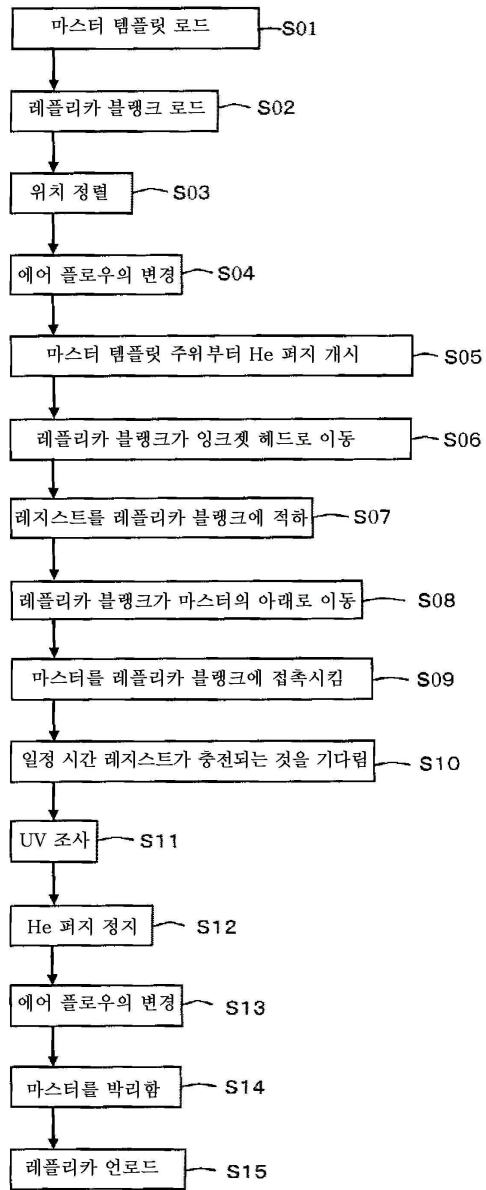 마스터 템플릿 로드 S01
레플리카 블랭크 로드 S02
위치 정렬 S03
에어 플로우의 변경 S04
마스터 템플릿 주위부터 He 퍼지 개시 S05
레플리카 블랭크가 잉크젯 헤드로 이동 S06
레지스트를 레플리카 블랭크에 적하 S07
레플리카 블랭크가 마스터의 아래로 이동 S08
마스터를 레플리카 블랭크에 접촉시킴 S09
일정 시간 레지스트가 충전되는 것을 기다림 S10
UV 조사 S11
He 퍼지 정지 S12
에어 플로우의 변경 S13
마스터를 박리함 S14
레플리카 언로드 S15